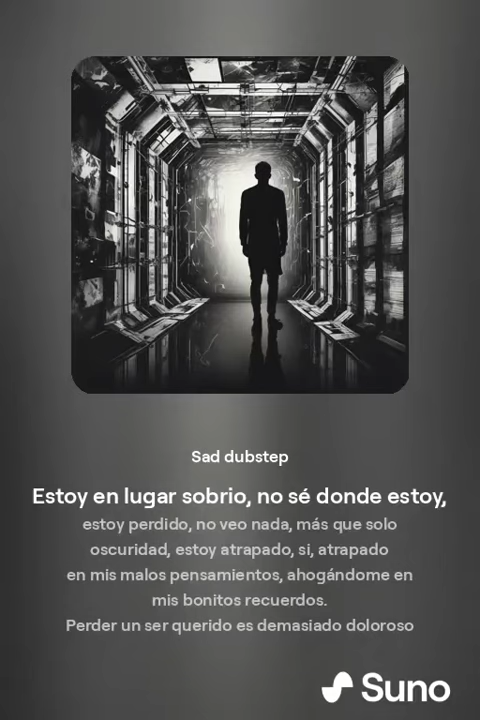 Sad dubstep
Estoy en lugar sobrio, no sé donde estoy,
estoy perdido, no veo nada, más que solo
oscuridad, estoy atrapado, si, atrapado
en mis malos pensamientos, ahogándome en
mis bonitos recuerdos.
Perder un ser querido es demasiado doloroso
Suno